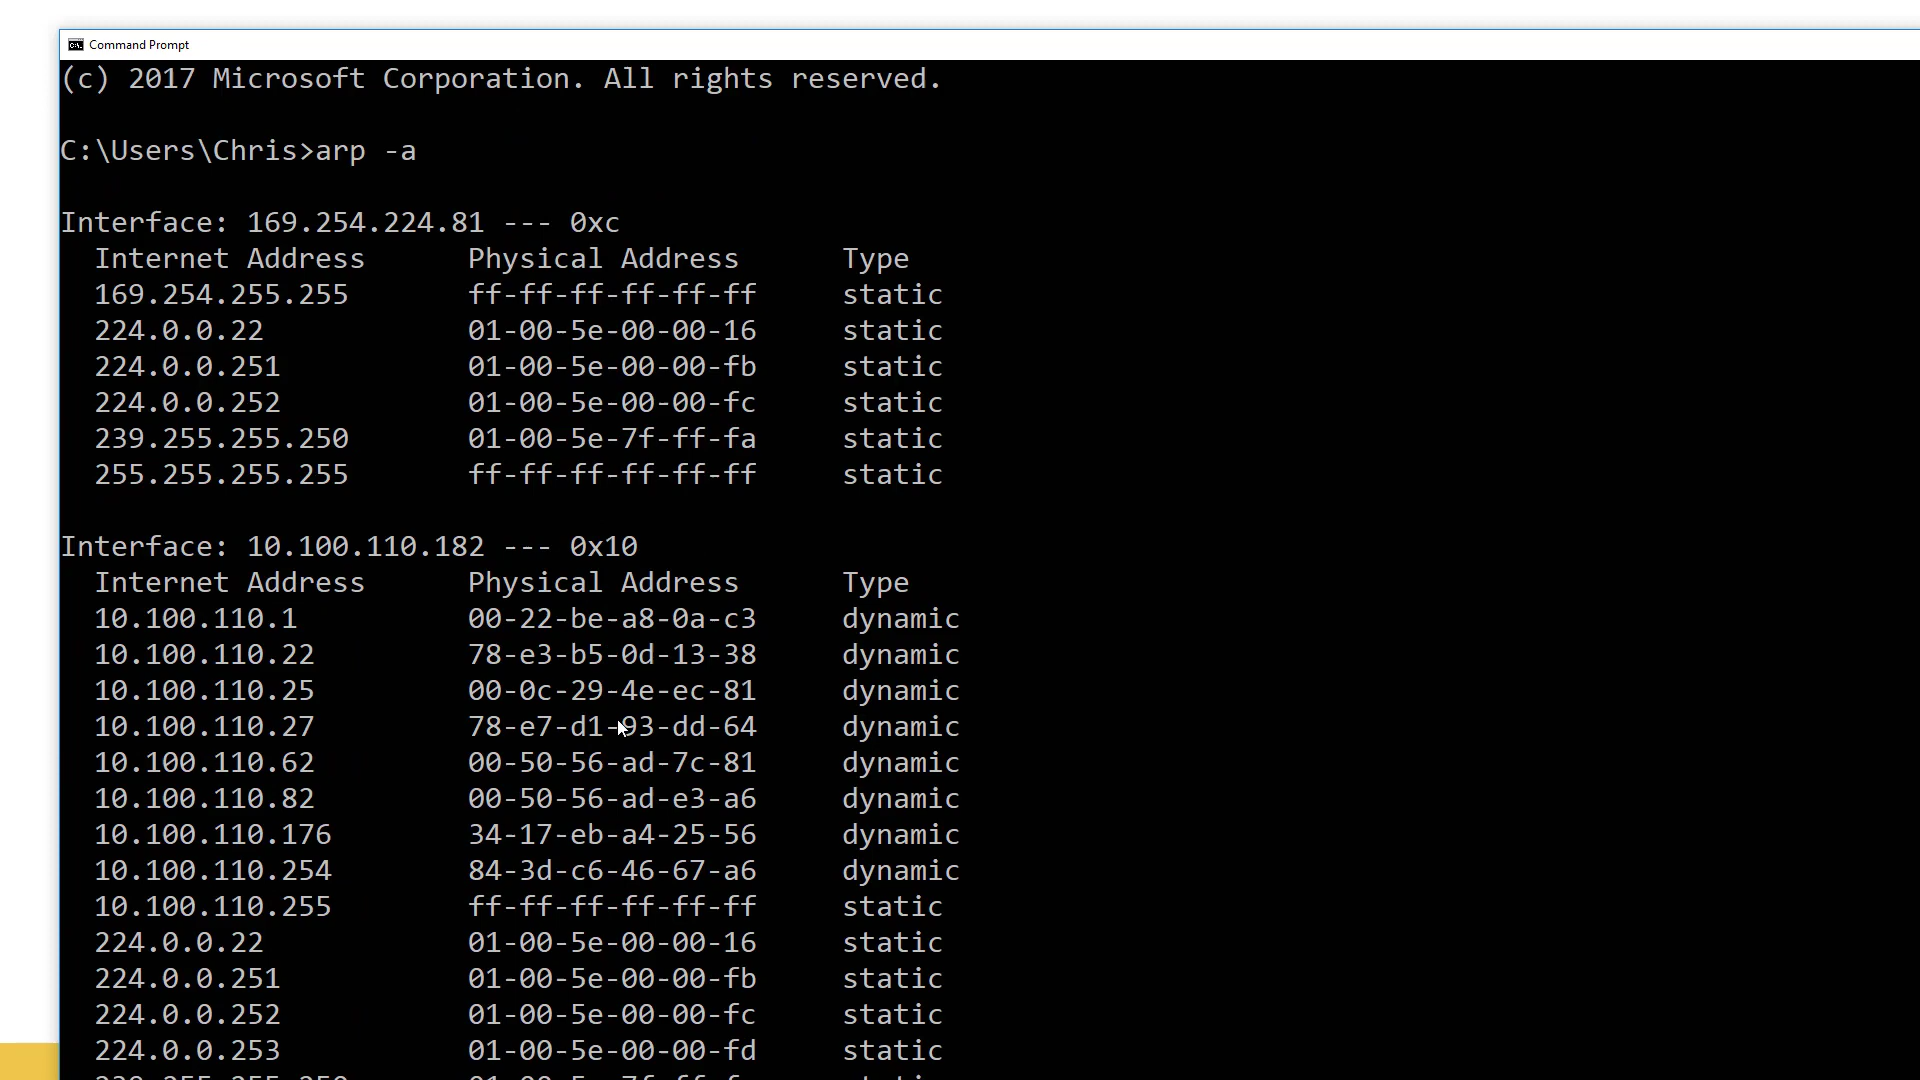 Command Prompt
(c) 2017 Microsoft Corporation. All rights reserved.
C:\Users\Chris>arp -a
Interface: 169.254.224.81 --- 0xc
Internet Address Physical Address Type
169.254.255.255 ff-ff-ff-ff-ff-ff static
224.0.0.22 01-00-5e-00-00-16 static
224.0.0.251 01-00-5e-00-00-fb static
224.0.0.252 01-00-5e-00-00-fc static
239.255.255.250 01-00-5e-7f-ff-fa static
255.255.255.255 ff-ff-ff-ff-ff-ff static
Interface: 10.100.110.182 --- 0x10
Internet Address Physical Address Type
10.100.110.1 00-22-be-a8-0a-c3 dynamic
10.100.110.22 78-e3-b5-0d-13-38 dynamic
10.100.110.25 00-0c-29-4e-ec-81 dynamic
10.100.110.27 78-e7-d1-93-dd-64 dynamic
10.100.110.62 00-50-56-ad-7c-81 dynamic
10.100.110.82 00-50-56-ad-e3-a6 dynamic
10.100.110.176 34-17-eb-a4-25-56 dynamic
10.100.110.254 84-3d-c6-46-67-a6 dynamic
10.100.110.255 ff-ff-ff-ff-ff-ff static
224.0.0.22 01-00-5e-00-00-16 static
224.0.0.251 01-00-5e-00-00-fb static
224.0.0.252 01-00-5e-00-00-fc static
224.0.0.253 01-00-5e-00-00-fd static